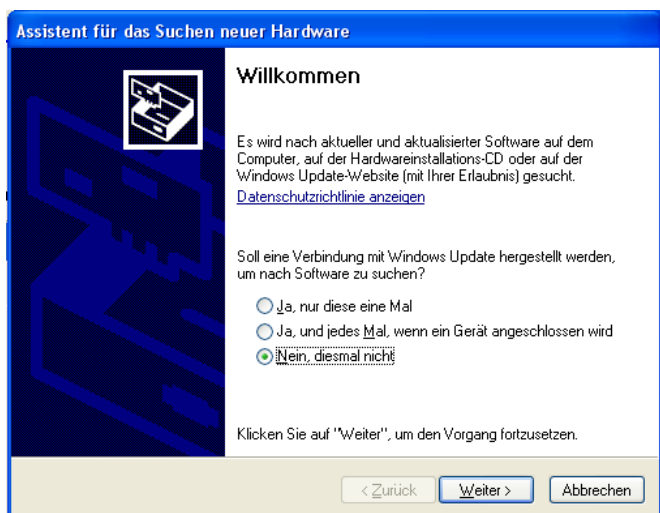 Assistent für das Suchen neuer Hardware
Willkommen
Es wird nach aktueller und aktualisierter Software auf dem
Computer, auf der Hardwareinstallations-CD oder auf der
Windows Update-Website (mit Ihrer Erlaubnis) gesucht.
Datenschutzrichtlinie anzeigen
Soll eine Verbindung mit Windows Update hergestellt werden,
um nach Software zu suchen?
Ja, nur diese eine Mal
Ja, und jedes Mal, wenn ein Gerät angeschlossen wird
Nein, diesmal nicht
Klicken Sie auf "Weiter", um den Vorgang fortzusetzen.
< Zurück Weiter > Abbrechen